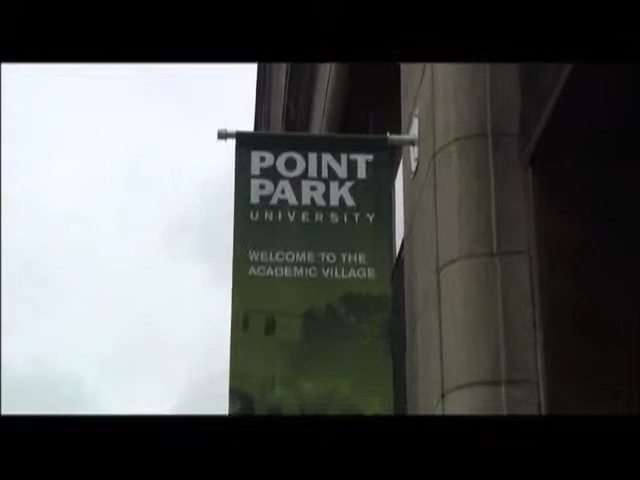 POINT
PARK
UNIVERSITY
WELCOME TO THE
ACADEMIC VILLAGE